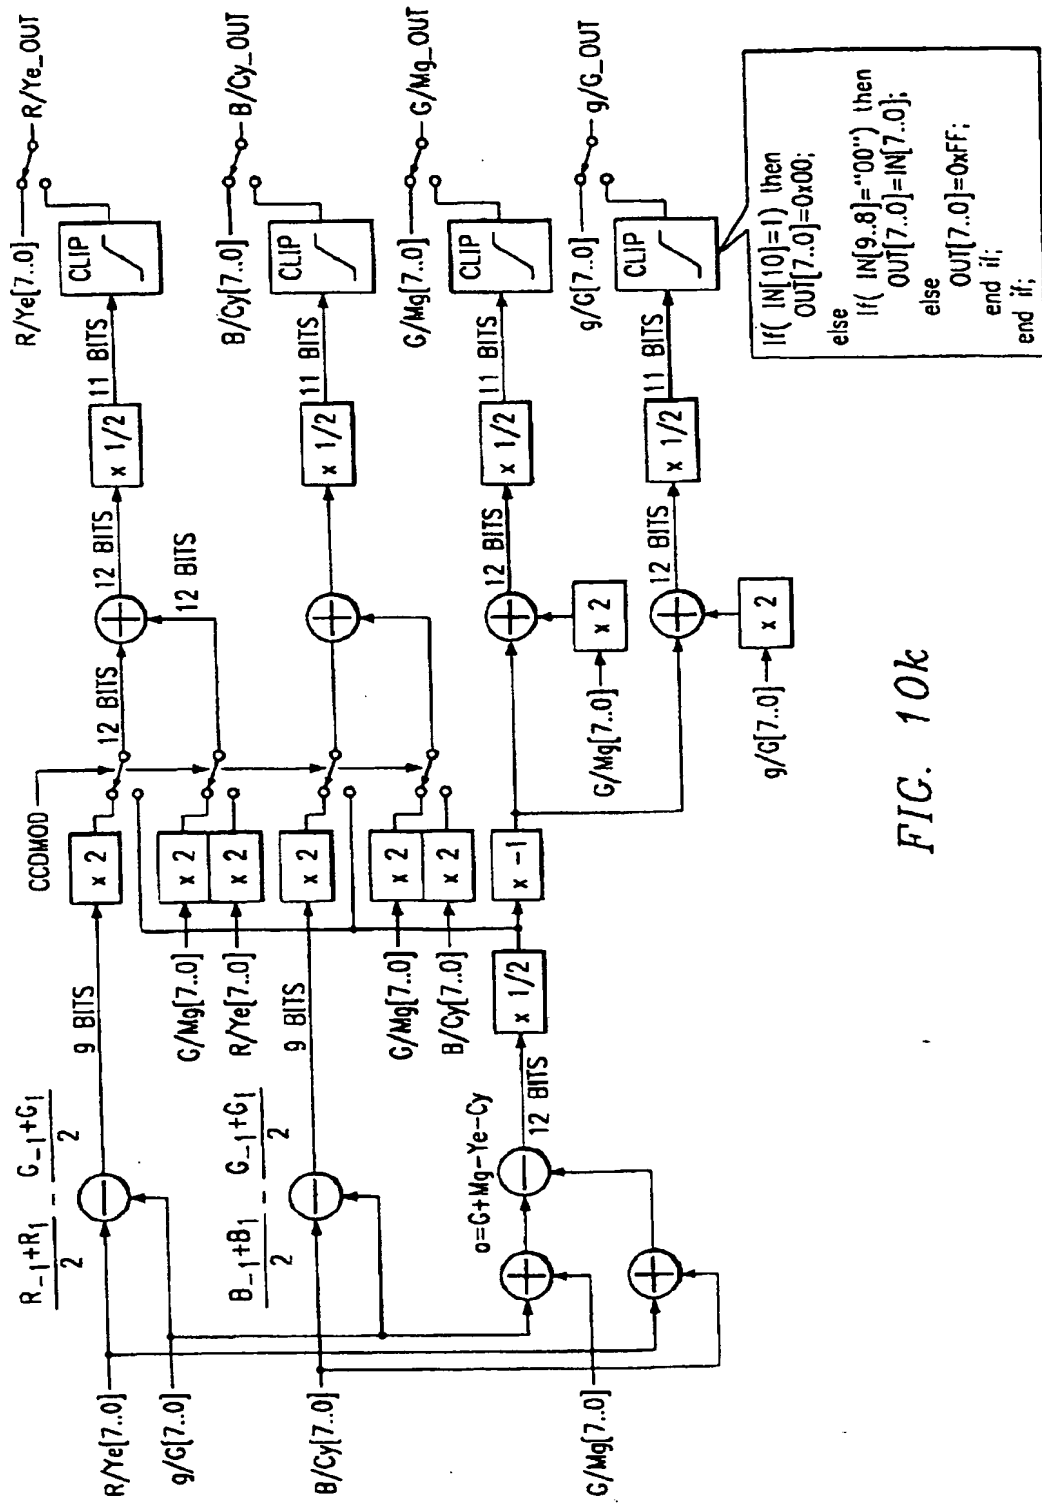 R/Ye[7..0]
R/Ye_OUT
B/Cy[7..0]
B/Cy_OUT
G/Mg[7..0]
G/Mg_OUT
g/G[7..0]
g/G_OUT
CLIP
CLIP
CLIP
CLIP
If( IN[10]=1) then
OUT[7..0]=0x00;
else
If( IN[9..8]="00") then
OUT[7..0]=IN[7..0];
else
OUT[7..0]=0xFF;
end if;
end if;
11 BITS
11 BITS
11 BITS
11 BITS
x 1/2
x 1/2
x 1/2
x 1/2
12 BITS
12 BITS
12 BITS
12 BITS
12 BITS
x 2
G/Mg[7..0]
x 2
g/G[7..0]
CCDMOD
x 2
x 2
x 2
x 2
x 2
x 2
x -1
9 BITS
G/Mg[7..0]
R/Ye[7..0]
9 BITS
G/Mg[7..0]
B/Cy[7..0]
x 1/2
12 BITS
R-1+R1 / 2 - G-1+G1 / 2
B-1+B1 / 2 - G-1+G1 / 2
a=G+Mg-Ye-Cy
R/Ye[7..0]
g/G[7..0]
B/Cy[7..0]
G/Mg[7..0]
FIG. 10k